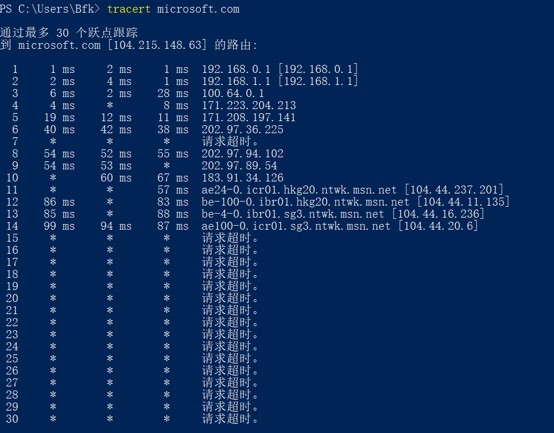 PS C:\Users\Bfk> tracert microsoft.com
通过最多 30 个跃点跟踪
到 microsoft.com [104.215.148.63] 的路由:
1 1 ms 2 ms 1 ms 192.168.0.1 [192.168.0.1]
2 2 ms 4 ms 1 ms 192.168.1.1 [192.168.1.1]
3 6 ms 2 ms 28 ms 100.64.0.1
4 4 ms * 8 ms 171.223.204.213
5 19 ms 12 ms 11 ms 171.208.197.141
6 40 ms 42 ms 38 ms 202.97.36.225
7 * * * 请求超时。
8 54 ms 52 ms 55 ms 202.97.94.102
9 54 ms 53 ms * 202.97.89.54
10 * 60 ms 67 ms 183.91.34.126
11 * * 57 ms ae24-0.icr01.hkg20.ntwk.msn.net [104.44.237.201]
12 86 ms * 83 ms be-100-0.ibr01.hkg20.ntwk.msn.net [104.44.11.135]
13 85 ms * 88 ms be-4-0.ibr01.sg3.ntwk.msn.net [104.44.16.236]
14 99 ms 94 ms 87 ms ae100-0.icr01.sg3.ntwk.msn.net [104.44.20.6]
15 * * * 请求超时。
16 * * * 请求超时。
17 * * * 请求超时。
18 * * * 请求超时。
19 * * * 请求超时。
20 * * * 请求超时。
21 * * * 请求超时。
22 * * * 请求超时。
23 * * * 请求超时。
24 * * * 请求超时。
25 * * * 请求超时。
26 * * * 请求超时。
27 * * * 请求超时。
28 * * * 请求超时。
29 * * * 请求超时。
30 * * * 请求超时。